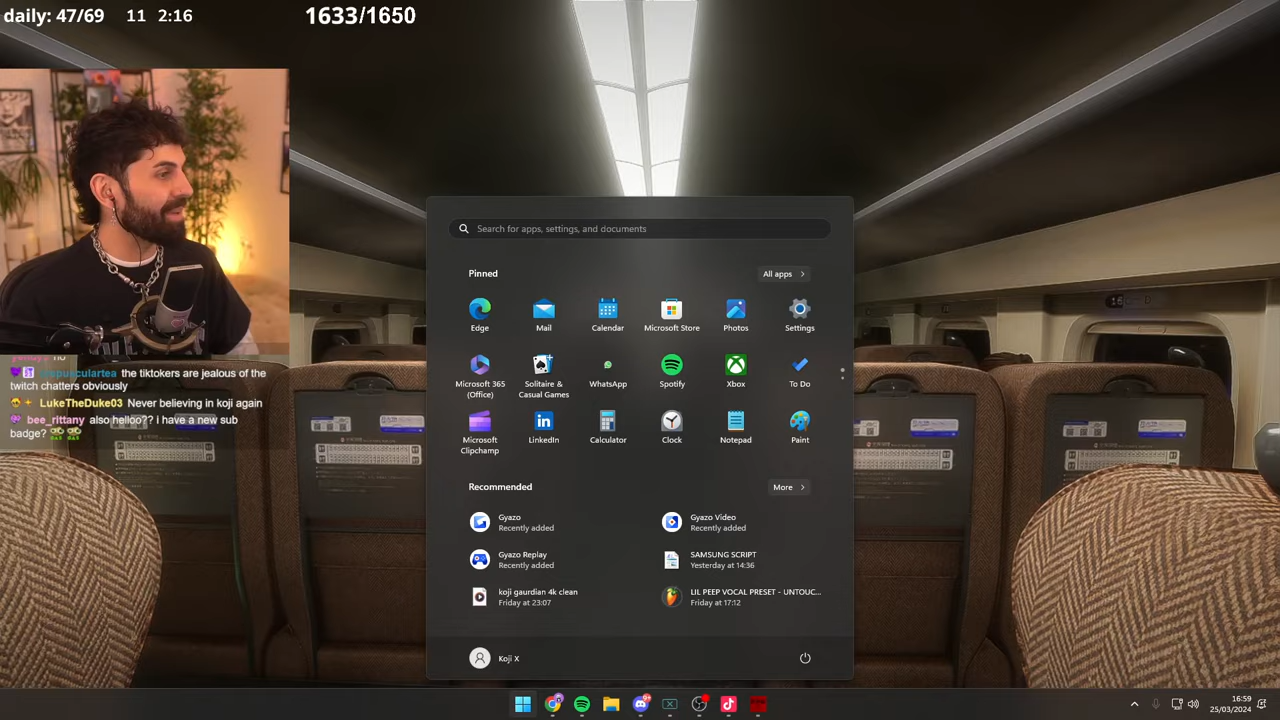 daily: 47/69
11
2:16
1633/1650
the tiktokers are jealous of the
twitch chatters obviously
LukeTheDuke03 Never believing in koji again
bee_rittany also helloo?? i have a new sub
badge?
Search for apps, settings, and documents
Pinned
All apps
Edge
Mail
Calendar
Microsoft Store
Photos
Settings
Microsoft 365
(Office)
Solitaire &
Casual Games
WhatsApp
Spotify
Xbox
To Do
Microsoft
Clipchamp
LinkedIn
Calculator
Clock
Notepad
Paint
Recommended
More
Gyazo
Recently added
Gyazo Video
Recently added
Gyazo Replay
Recently added
SAMSUNG SCRIPT
Yesterday at 14:36
koji gaurdian 4k clean
Friday at 23:07
LIL PEEP VOCAL PRESET - UNTOUC...
Friday at 17:12
Koji X
16:59
25/03/2024